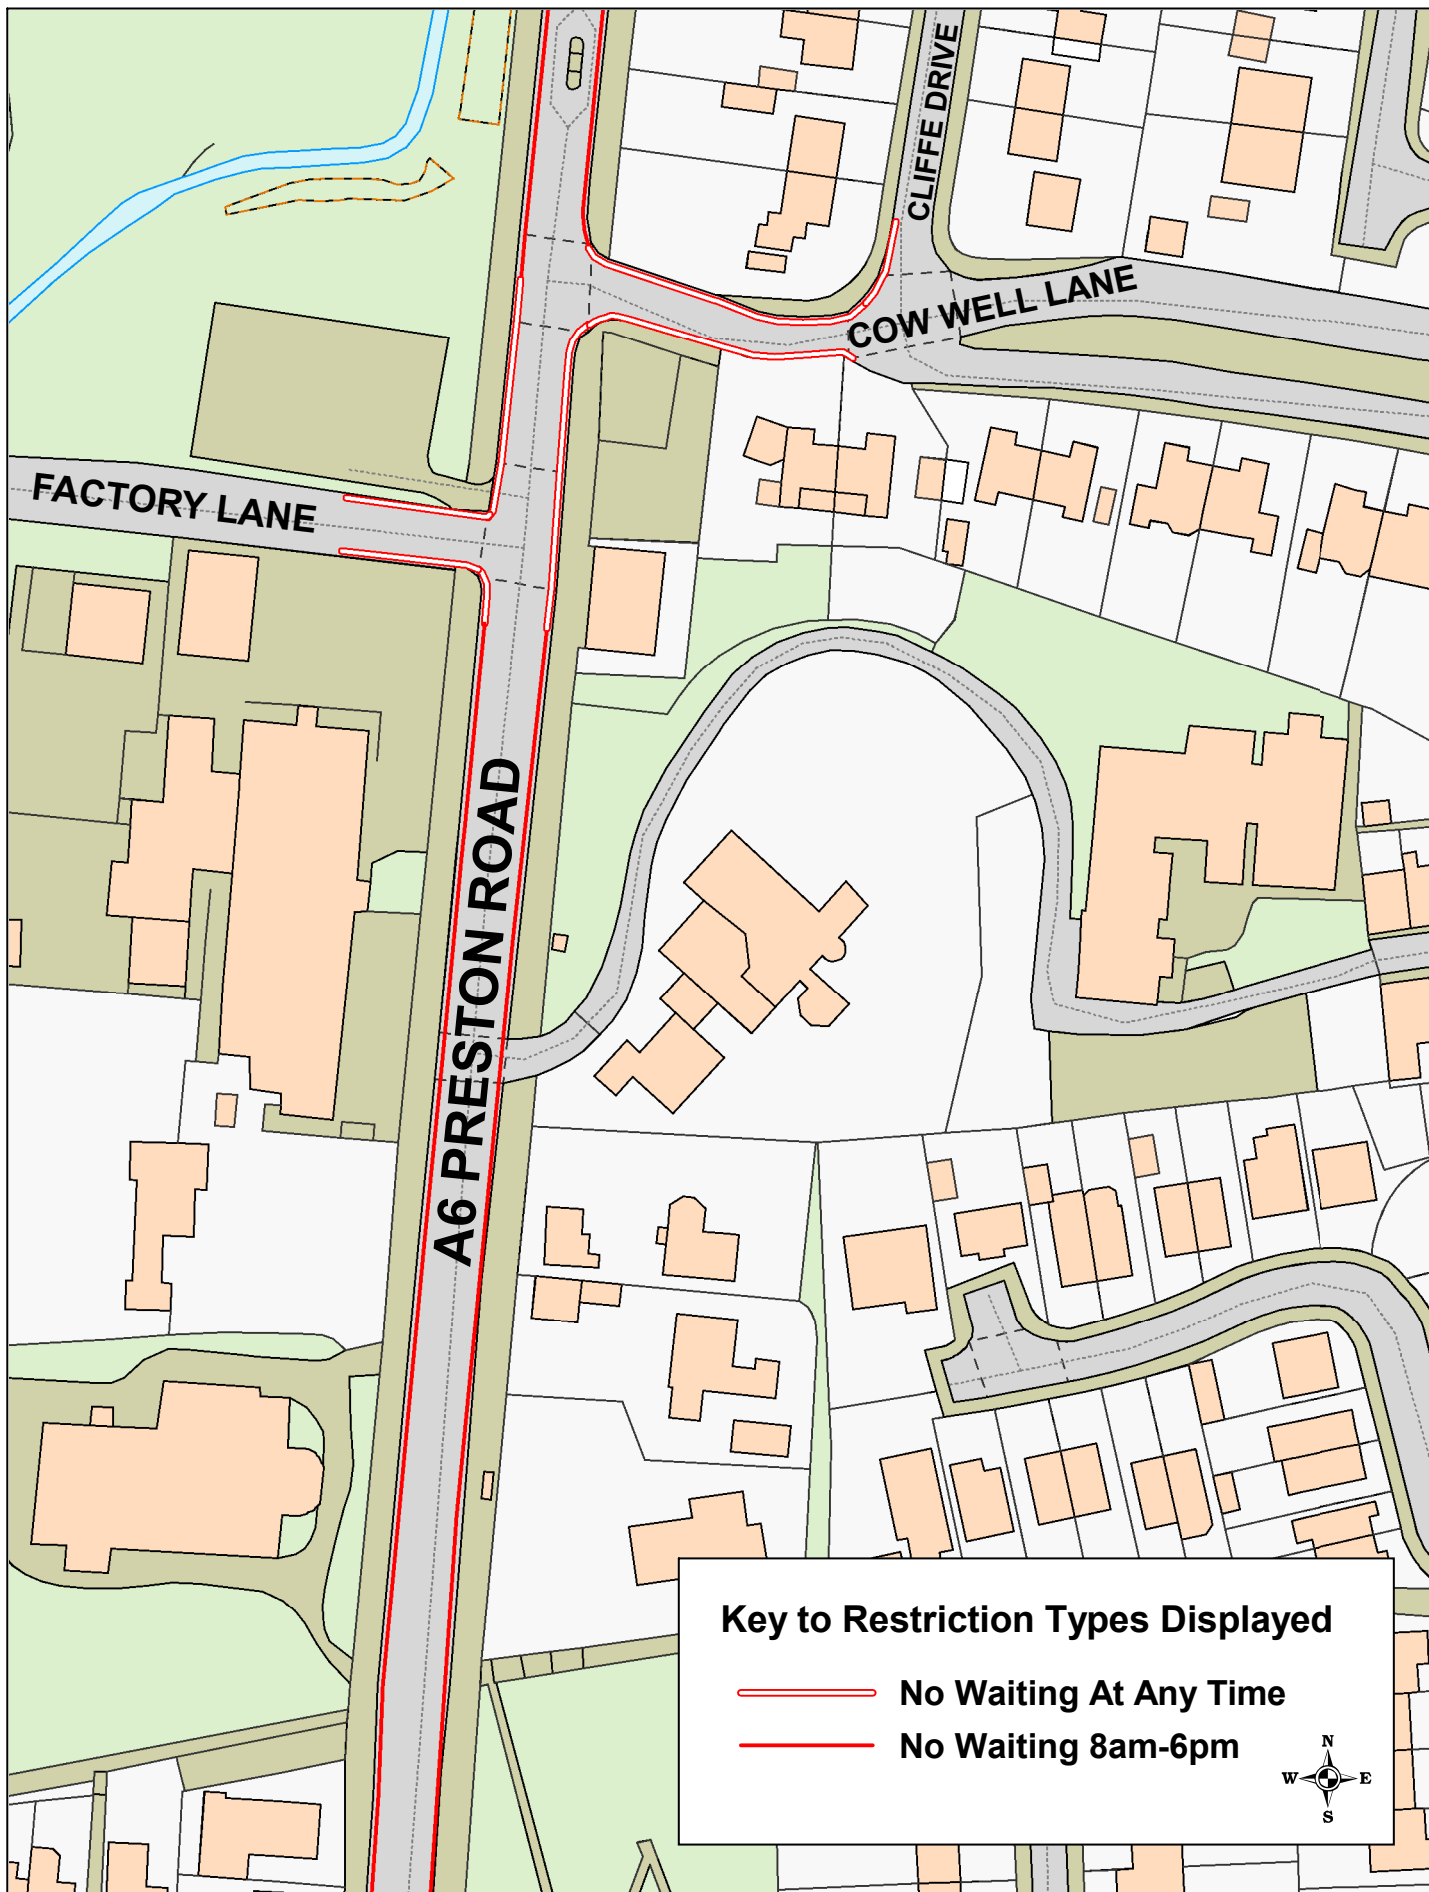 CLIFFE DRIVE
COW WELL LANE
FACTORY LANE
A6 PRESTON ROAD
Key to Restriction Types Displayed
No Waiting At Any Time
No Waiting 8am-6pm
N
W E
S